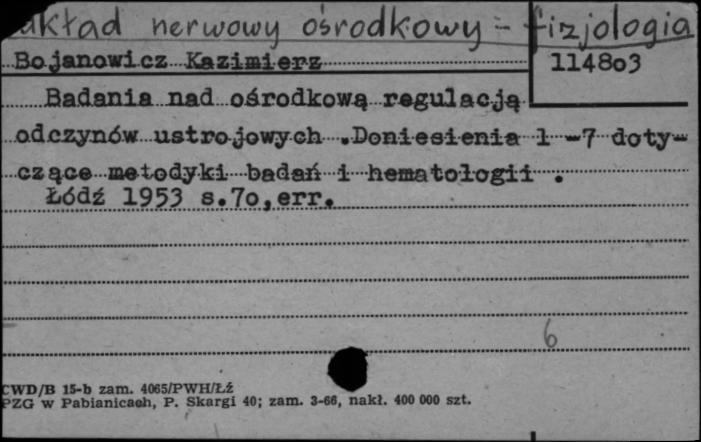 układ nerwowy ośrodkowy - fizjologia
Bojanowicz Kazimierz
114803
Badania nad ośrodkową regulacją
odczynów ustrojowych .Doniesienia 1 -7 doty-
czące metodyki badań i hematologii .
Łódź 1953 s.70,err.
6
CWD/B 15-b zam. 4065/PWH/ŁŹ
PZG w Pabianicach, P. Skargi 40; zam. 3-66, nakł. 400 000 szt.